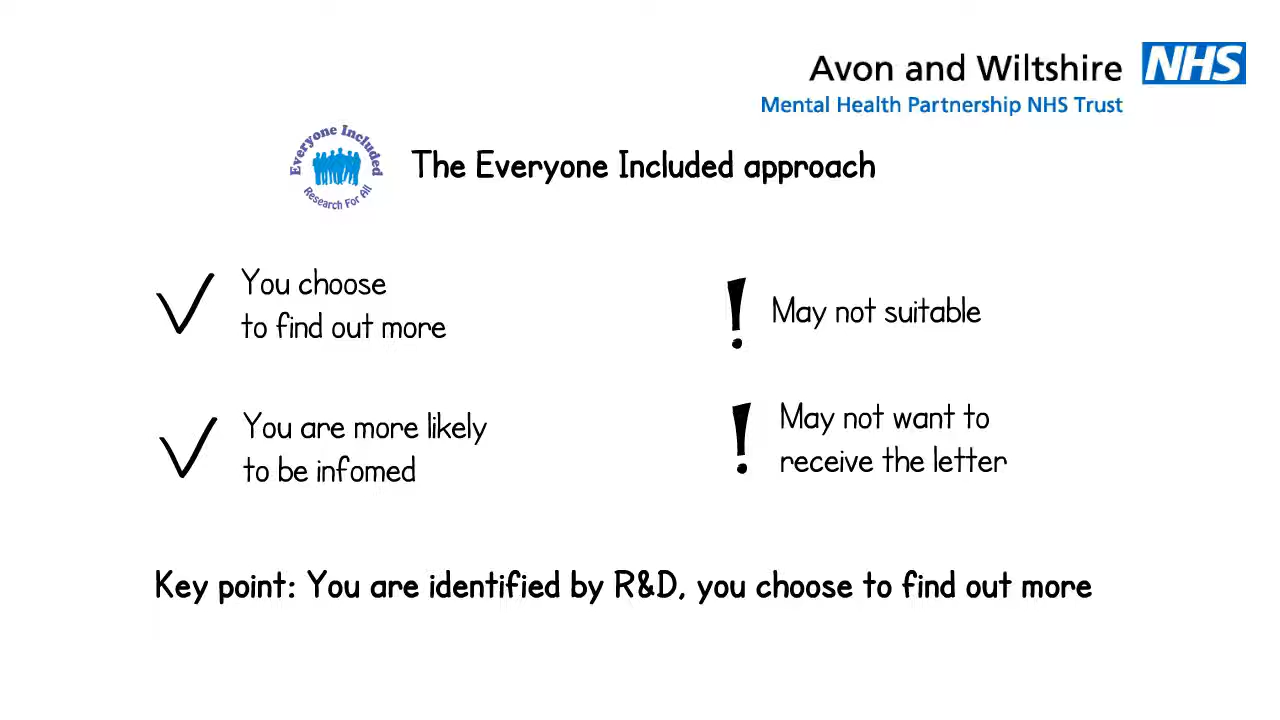 Avon and Wiltshire NHS
Mental Health Partnership NHS Trust
Everyone Included
Research For All
The Everyone Included approach
You choose
to find out more
You are more likely
to be infomed
May not suitable
May not want to
receive the letter
Key point: You are identified by R&D, you choose to find out more